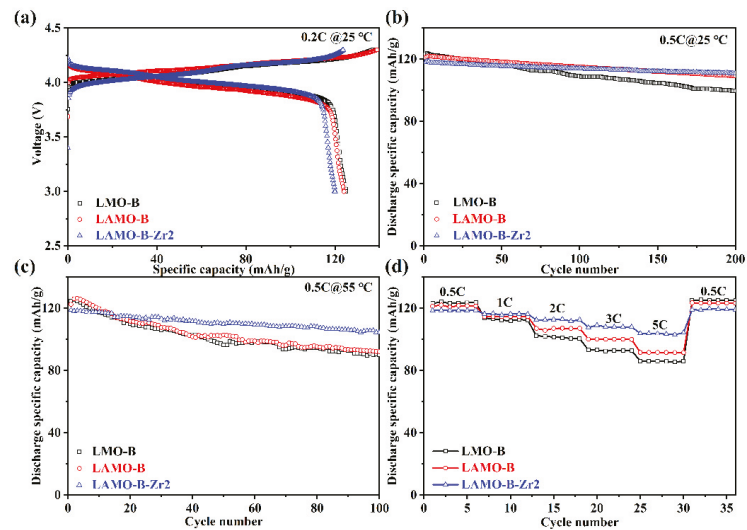 (a)
0.2C @25 °C
4.5
4.0
3.5
3.0
2.5
Voltage (V)
LMO-B
LAMO-B
LAMO-B-Zr2
0 40 80 120
Specific capacity (mAh/g)
(b)
0.5C@25 °C
160
120
80
40
0
Discharge specific capacity (mAh/g)
LMO-B
LAMO-B
LAMO-B-Zr2
0 50 100 150 200
Cycle number
(c)
0.5C@55 °C
160
120
80
40
0
Discharge specific capacity (mAh/g)
LMO-B
LAMO-B
LAMO-B-Zr2
0 20 40 60 80 100
Cycle number
(d)
160
120
80
40
0
Discharge specific capacity (mAh/g)
0.5C
1C
2C
3C
5C
0.5C
LMO-B
LAMO-B
LAMO-B-Zr2
0 5 10 15 20 25 30 35
Cycle number